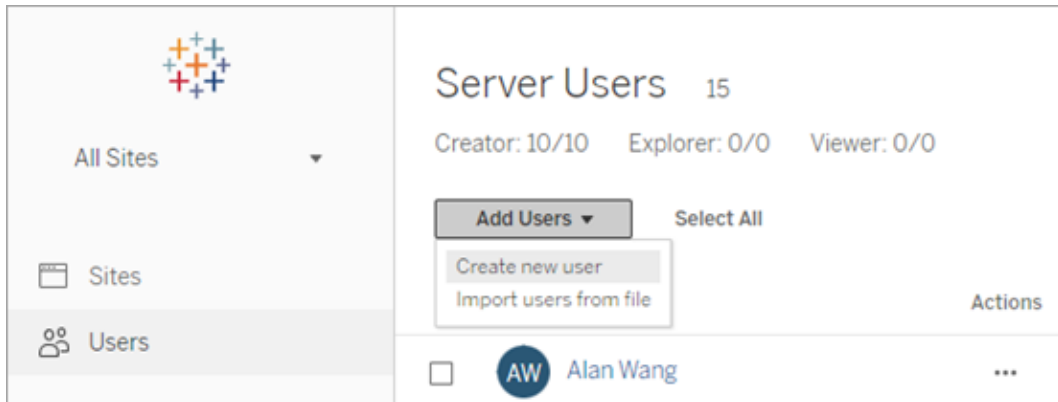 All Sites
Sites
Users
Server Users 15
Creator: 10/10 Explorer: 0/0 Viewer: 0/0
Add Users Select All
Create new user
Import users from file
Actions
AW Alan Wang